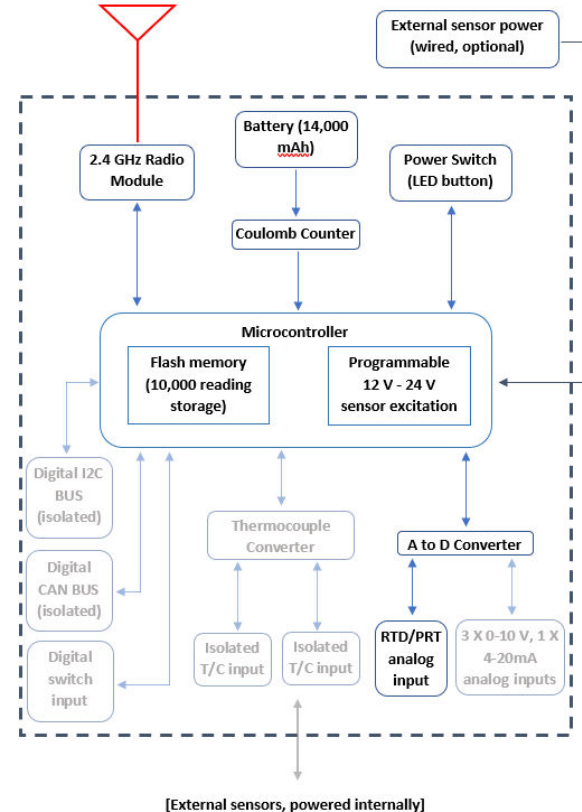 External sensor power
(wired, optional)
Battery (14,000
mAh)
2.4 GHz Radio
Module
Power Switch
(LED button)
Coulomb Counter
Microcontroller
Flash memory
(10,000 reading
storage)
Programmable
12 V - 24 V
sensor excitation
Digital I2C
BUS
(isolated)
Thermocouple
Converter
A to D Converter
Digital
CAN BUS
(isolated)
Digital
switch
input
Isolated
T/C input
Isolated
T/C input
RTD/PRT
analog
input
3 X 0-10 V, 1 X
4-20mA
analog inputs
[External sensors, powered internally]